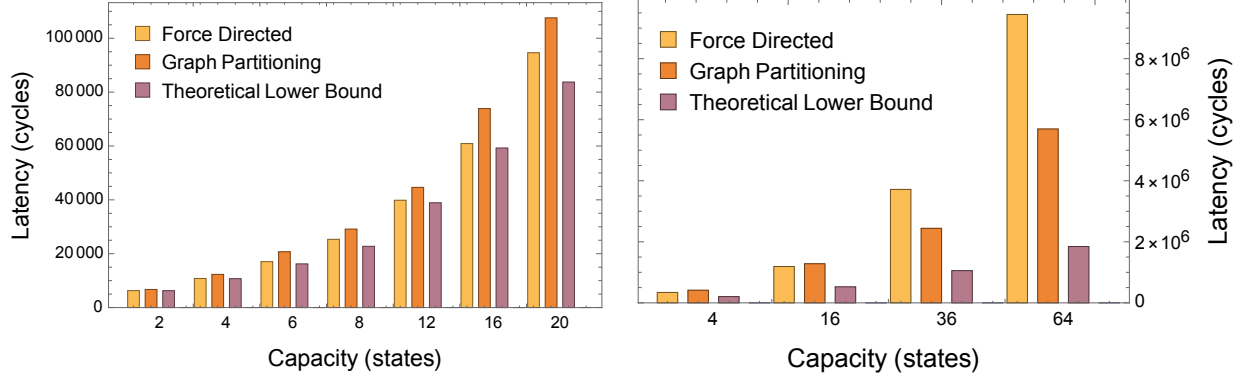 Latency (cycles)
100 000
80 000
60 000
40 000
20 000
0
Force Directed
Graph Partitioning
Theoretical Lower Bound
2 4 6 8 12 16 20
Capacity (states)
Force Directed
Graph Partitioning
Theoretical Lower Bound
8 × 10⁶
6 × 10⁶
4 × 10⁶
2 × 10⁶
0
Latency (cycles)
4 16 36 64
Capacity (states)